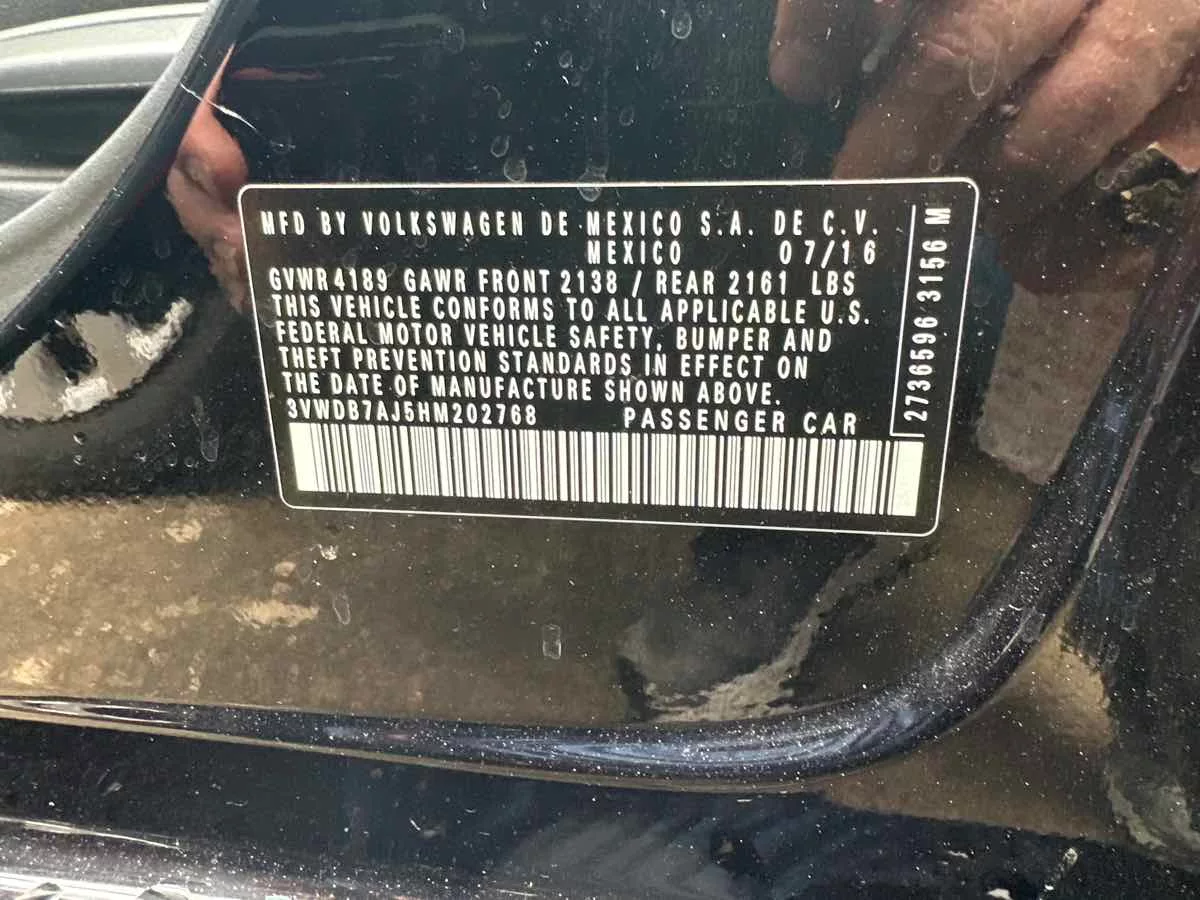 MFD BY VOLKSWAGEN DE MEXICO S.A. DE C.V.
MEXICO 07/16
GVWR 4189 GAWR FRONT 2138 / REAR 2161 LBS
THIS VEHICLE CONFORMS TO ALL APPLICABLE U.S.
FEDERAL MOTOR VEHICLE SAFETY, BUMPER AND
THEFT PREVENTION STANDARDS IN EFFECT ON
THE DATE OF MANUFACTURE SHOWN ABOVE.
3VWDB7AJ5HM202768 PASSENGER CAR
2736596 3156 M